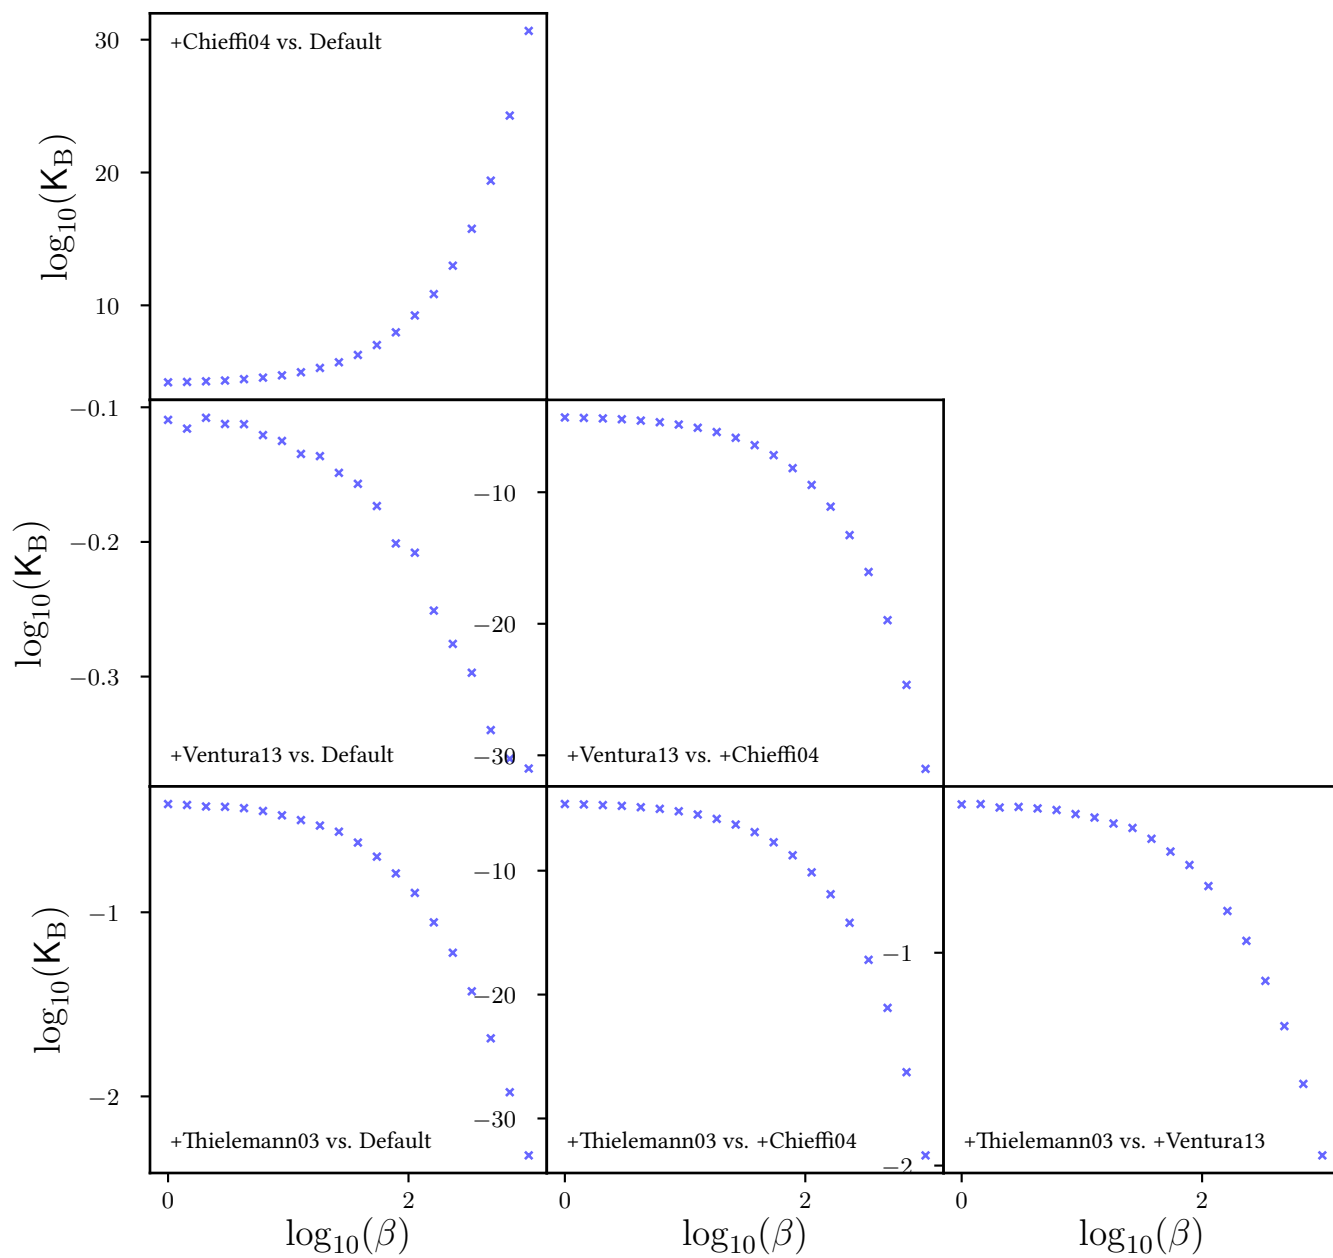 30
+Chieffi04 vs. Default
20
log10(KB)
10
−0.1
−10
−0.2
log10(KB)
−20
−0.3
+Ventura13 vs. Default
−30
+Ventura13 vs. +Chieffi04
−10
−1
−1
log10(KB)
−20
−2
−30
+Thielemann03 vs. Default
+Thielemann03 vs. +Chieffi04
−2
+Thielemann03 vs. +Ventura13
0 2 0 2 0 2
log10(β) log10(β) log10(β)